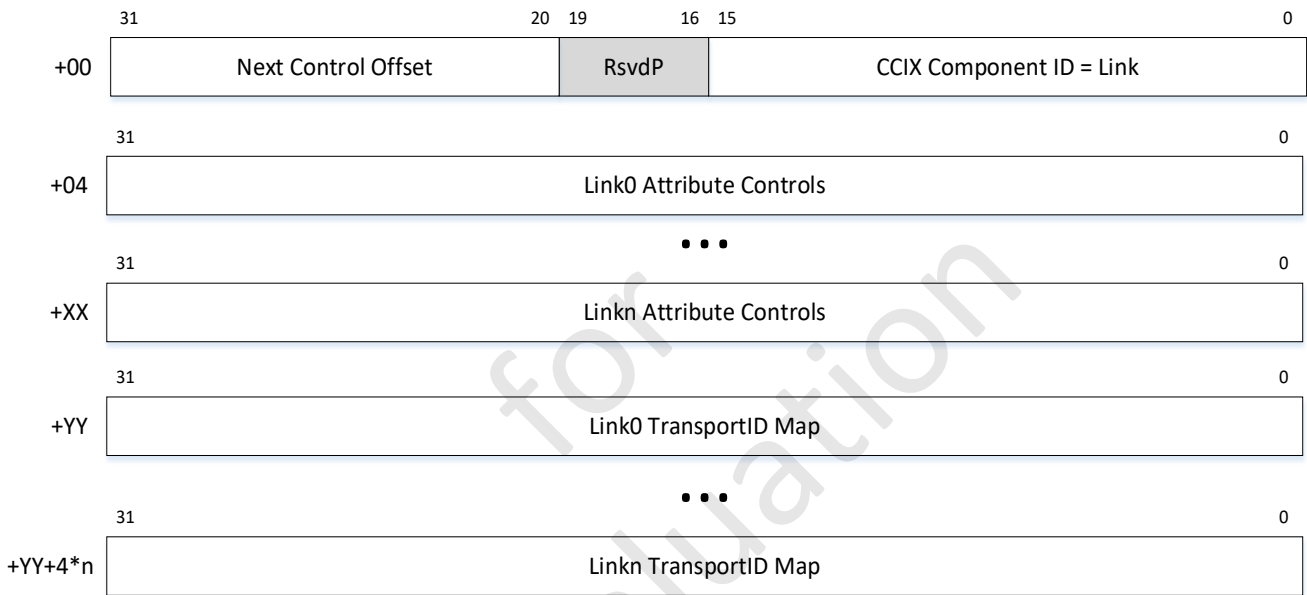 31 20 19 16 15 0
+00 Next Control Offset RsvdP CCIX Component ID = Link
31 0
+04 Link0 Attribute Controls
...
31 0
+XX Linkn Attribute Controls
31 0
+YY Link0 TransportID Map
...
31 0
+YY+4*n Linkn TransportID Map
for